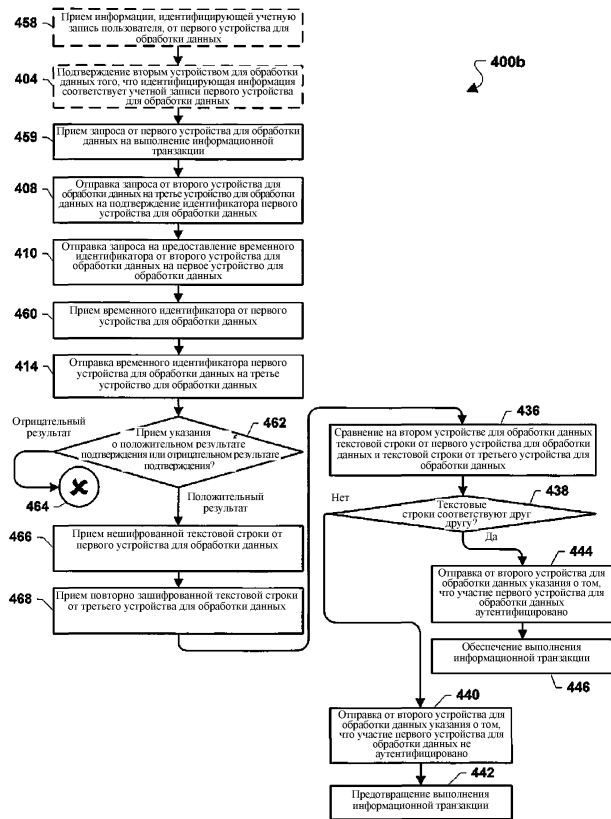 458
Прием информации, идентифицирующей учетную
запись пользователя, от первого устройства для
обработки данных
400b
404
Подтверждение вторым устройством для обработки
данных того, что идентифицирующая информация
соответствует учетной записи первого устройства
для обработки данных
459
Прием запроса от первого устройства для обработки
данных на выполнение информационной
транзакции
408
Отправка запроса от второго устройства для
обработки данных на третье устройство для обработки
данных на подтверждение идентификатора первого
устройства для обработки данных
410
Отправка запроса на предоставление временного
идентификатора от второго устройства для
обработки данных на первое устройство для
обработки данных
460
Прием временного идентификатора от первого
устройства для обработки данных
414
Отправка временного идентификатора первого
устройства для обработки данных на третье
устройство для обработки данных
Отрицательный
результат
462
Прием указания
о положительном результате
подтверждения или отрицательном результате
подтверждения?
464
Положительный
результат
466
Прием нешифрованной текстовой строки от
первого устройства для обработки данных
468
Прием повторно зашифрованной текстовой строки
от третьего устройства для обработки данных
436
Сравнение на втором устройстве для обработки данных
текстовой строки от первого устройства для обработки
данных и текстовой строки от третьего устройства для
обработки данных
438
Нет
Текстовые
строки соответствуют друг
другу?
Да
444
Отправка от второго устройства для
обработки данных указания о том,
что участие первого устройства для
обработки данных
аутентифицировано
Обеспечение выполнения
информационной транзакции
446
440
Отправка от второго устройства для
обработки данных указания о том,
что участие первого устройства для
обработки данных не
аутентифицировано
442
Предотвращение выполнения
информационной транзакции